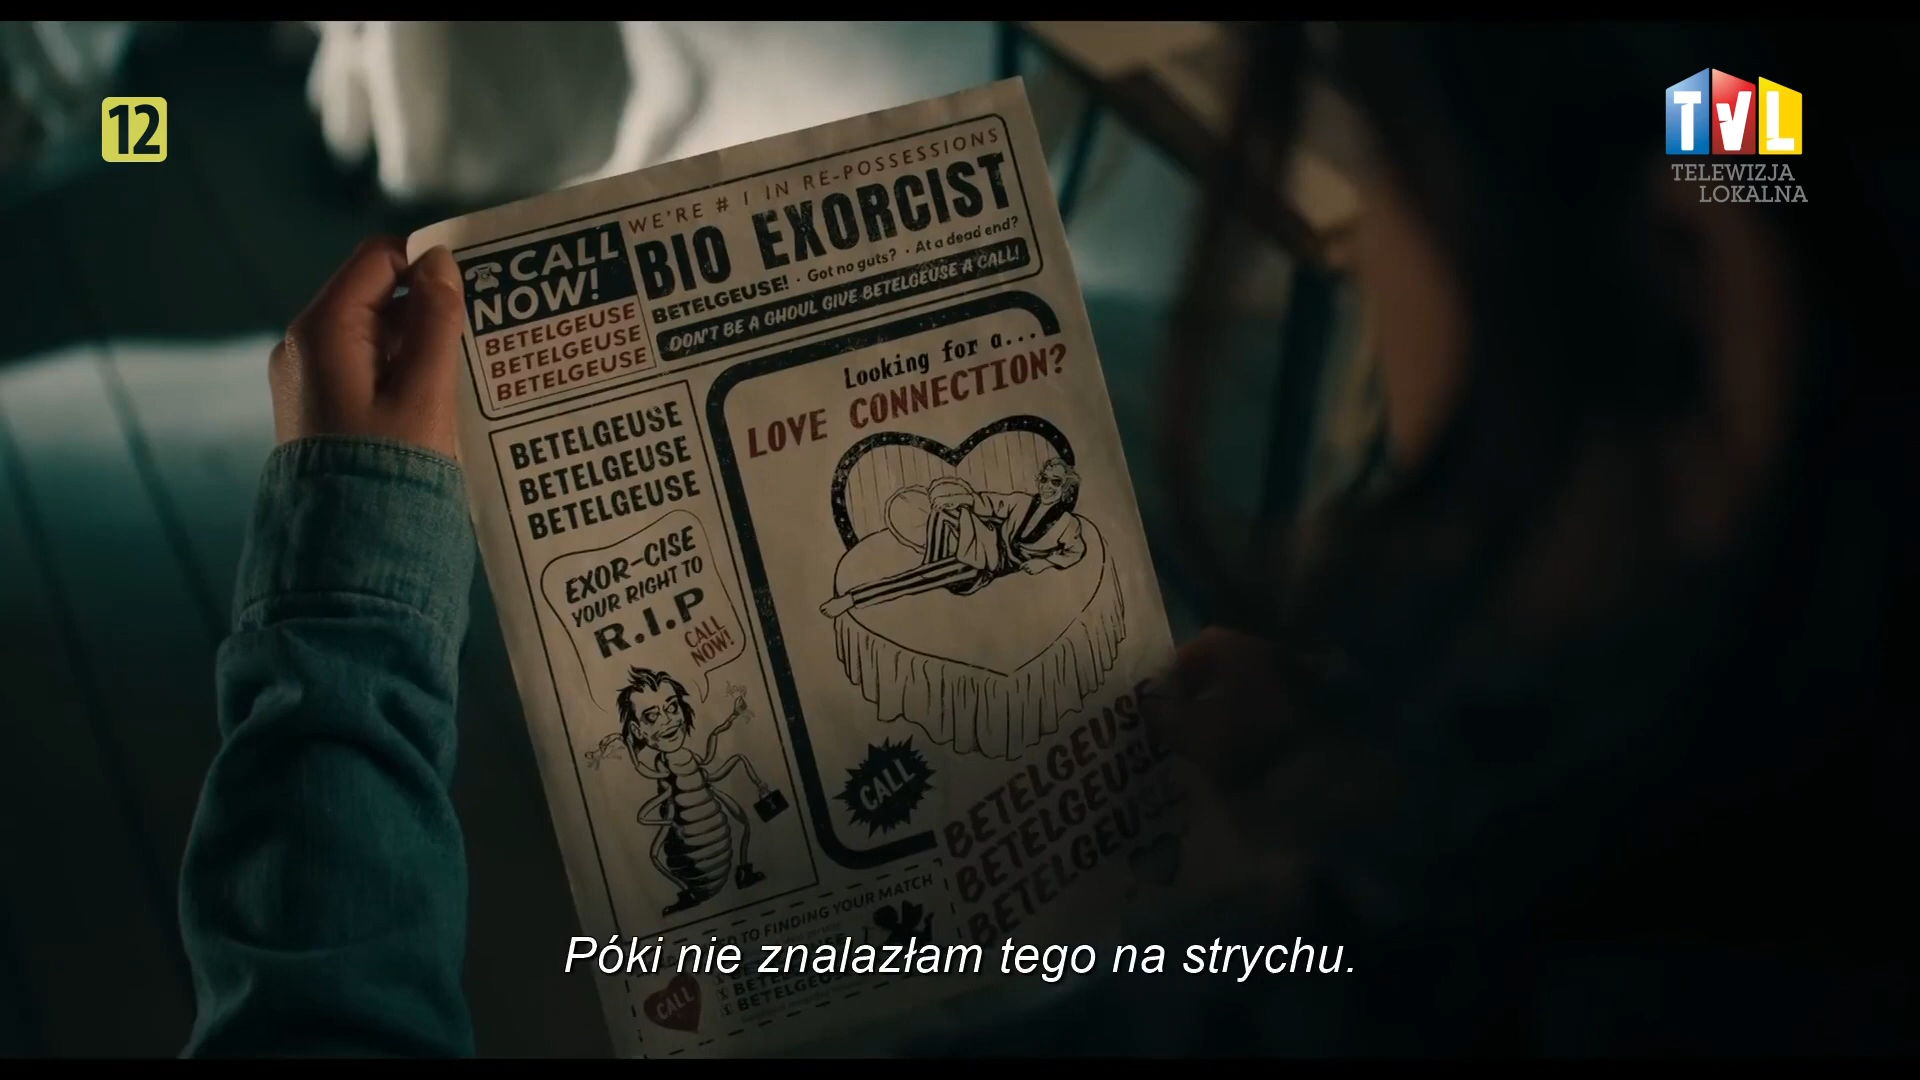 12
TVL
TELEWIZJA
LOKALNA
WE'RE # 1 IN RE-POSSESSIONS
BIO EXORCIST
BETELGEUSE! · Got no guts? · At a dead end?
DON'T BE A GHOUL GIVE BETELGEUSE A CALL!
CALL
NOW!
BETELGEUSE
BETELGEUSE
BETELGEUSE
BETELGEUSE
BETELGEUSE
BETELGEUSE
EXOR-CISE
YOUR RIGHT TO
R.I.P
CALL
NOW!
Looking for a...
LOVE CONNECTION?
CALL
BETELGEUSE
BETELGEUSE
BETELGEUSE
TO FINDING YOUR MATCH
CALL
Póki nie znalazłam tego na strychu.